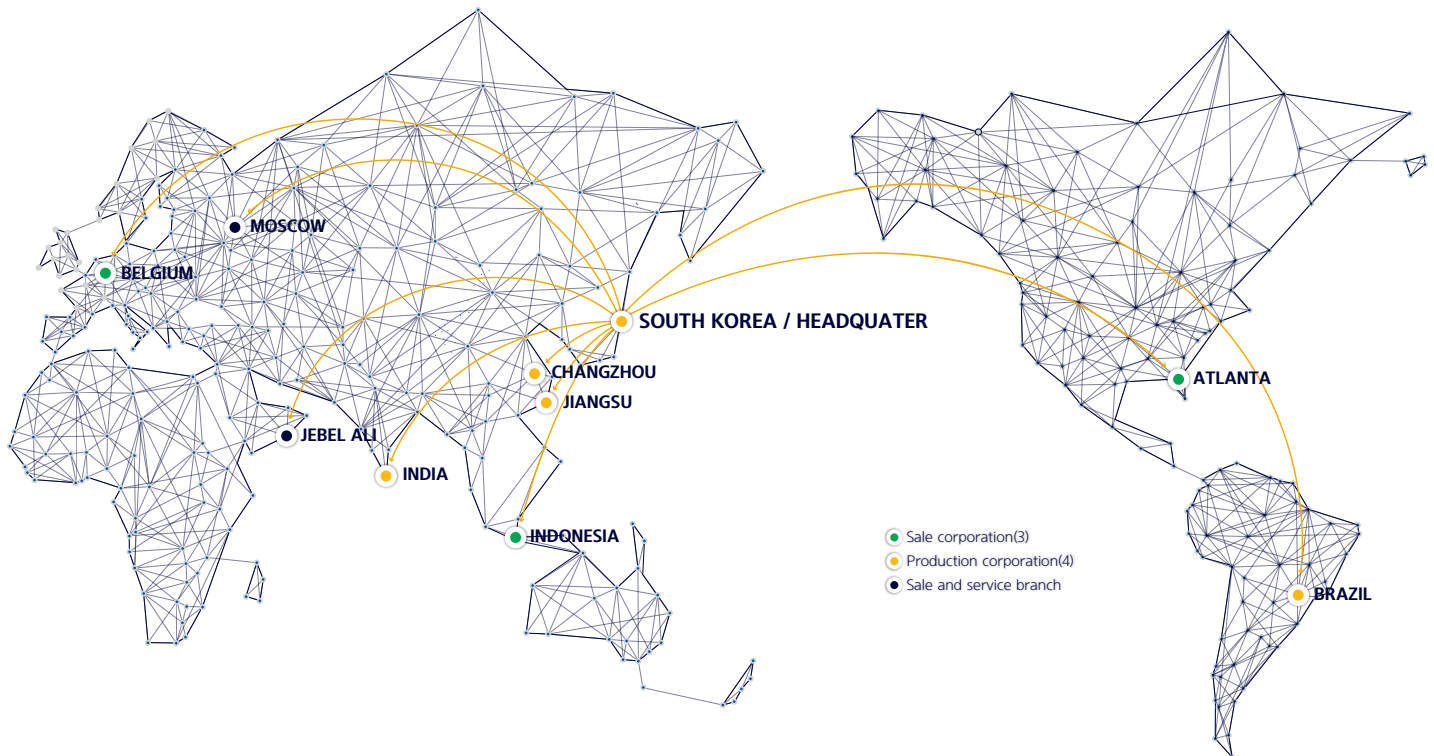 MOSCOW
BELGIUM
SOUTH KOREA / HEADQUATER
CHANGZHOU
ATLANTA
JIANGSU
JEBEL ALI
INDIA
INDONESIA
Sale corporation(3)
Production corporation(4)
Sale and service branch
BRAZIL